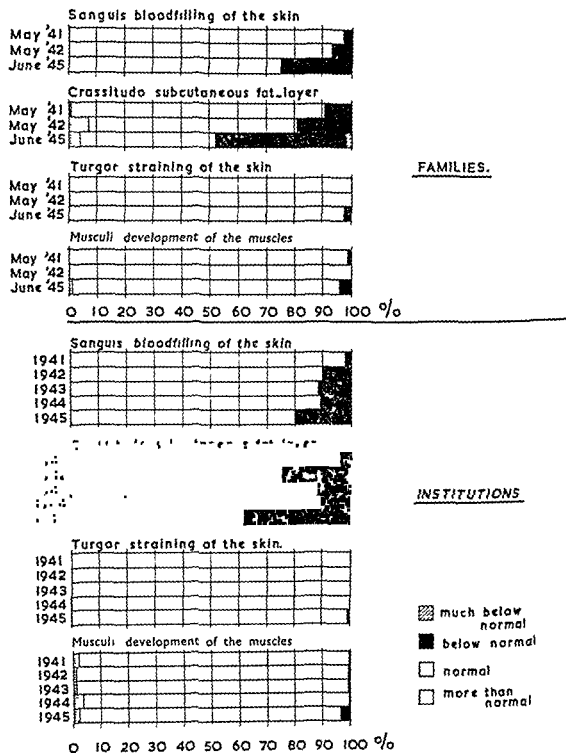 Sanguis bloodfilling of the skin
May '41
May '42
June '45
Crassitudo subcutaneous fat-layer
May '41
May '42
June '45
Turgor straining of the skin
May '41
May '42
June '45
FAMILIES.
Musculi development of the muscles
May '41
May '42
June '45
0 10 20 30 40 50 60 70 80 90 100 %
Sanguis bloodfilling of the skin
1941
1942
1943
1944
1945
fat layer
INSTITUTIONS
Turgor straining of the skin.
1941
1942
1943
1944
1945
Musculi development of the muscles
1941
1942
1943
1944
1945
0 10 20 30 40 50 60 70 80 90 100 %
much below
normal
below normal
normal
more than
normal